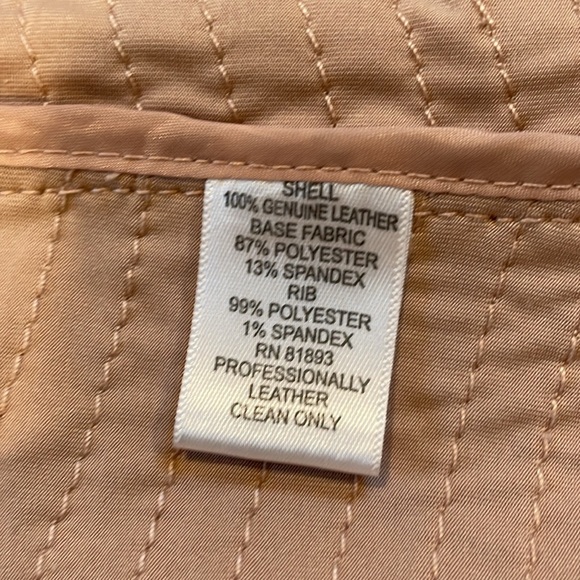 SHELL
100% GENUINE LEATHER
BASE FABRIC
87% POLYESTER
13% SPANDEX
RIB
99% POLYESTER
1% SPANDEX
RN 81893
PROFESSIONALLY
LEATHER
CLEAN ONLY